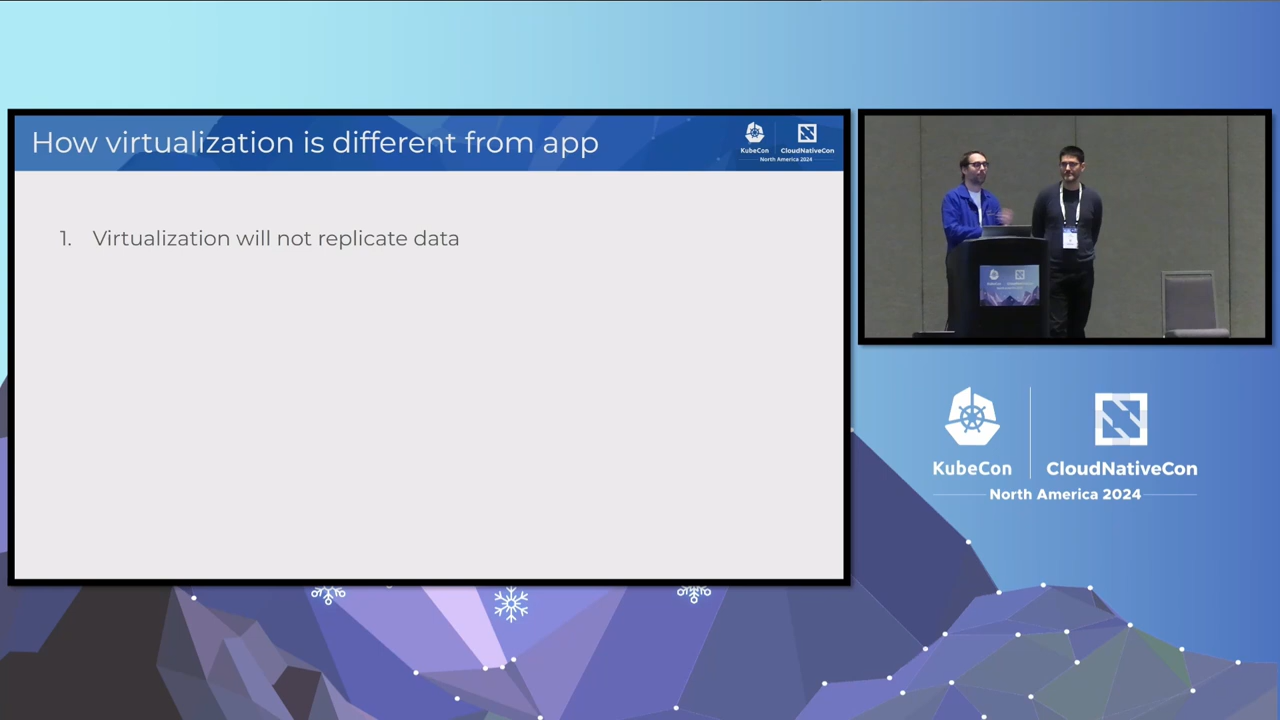 How virtualization is different from app
KubeCon
CloudNativeCon
North America 2024
1. Virtualization will not replicate data
KubeCon
CloudNativeCon
North America 2024